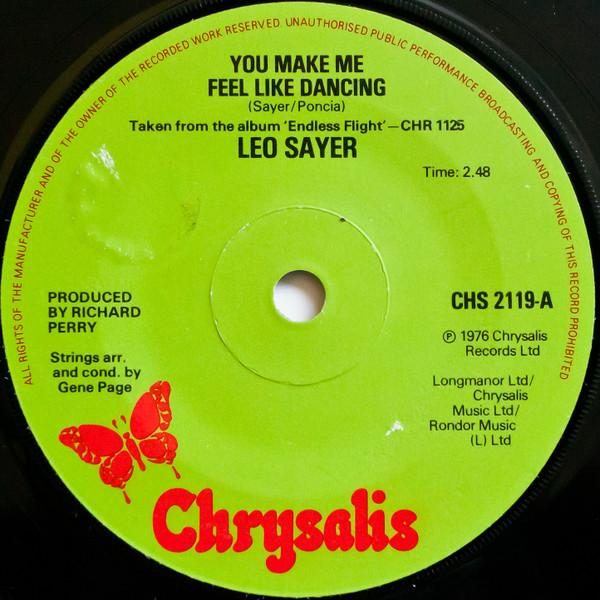 ALL RIGHTS OF THE MANUFACTURER AND OF THE OWNER OF THE RECORDED WORK RESERVED. UNAUTHORISED PUBLIC PERFORMANCE BROADCASTING AND COPYING OF THIS RECORD PROHIBITED
YOU MAKE ME
FEEL LIKE DANCING
(Sayer/Poncia)
Taken from the album 'Endless Flight'—CHR 1125
LEO SAYER
Time: 2.48
PRODUCED
BY RICHARD
PERRY
Strings arr.
and cond. by
Gene Page
CHS 2119-A
℗ 1976 Chrysalis
Records Ltd
Longmanor Ltd/
Chrysalis
Music Ltd/
Rondor Music
(L) Ltd
Chrysalis